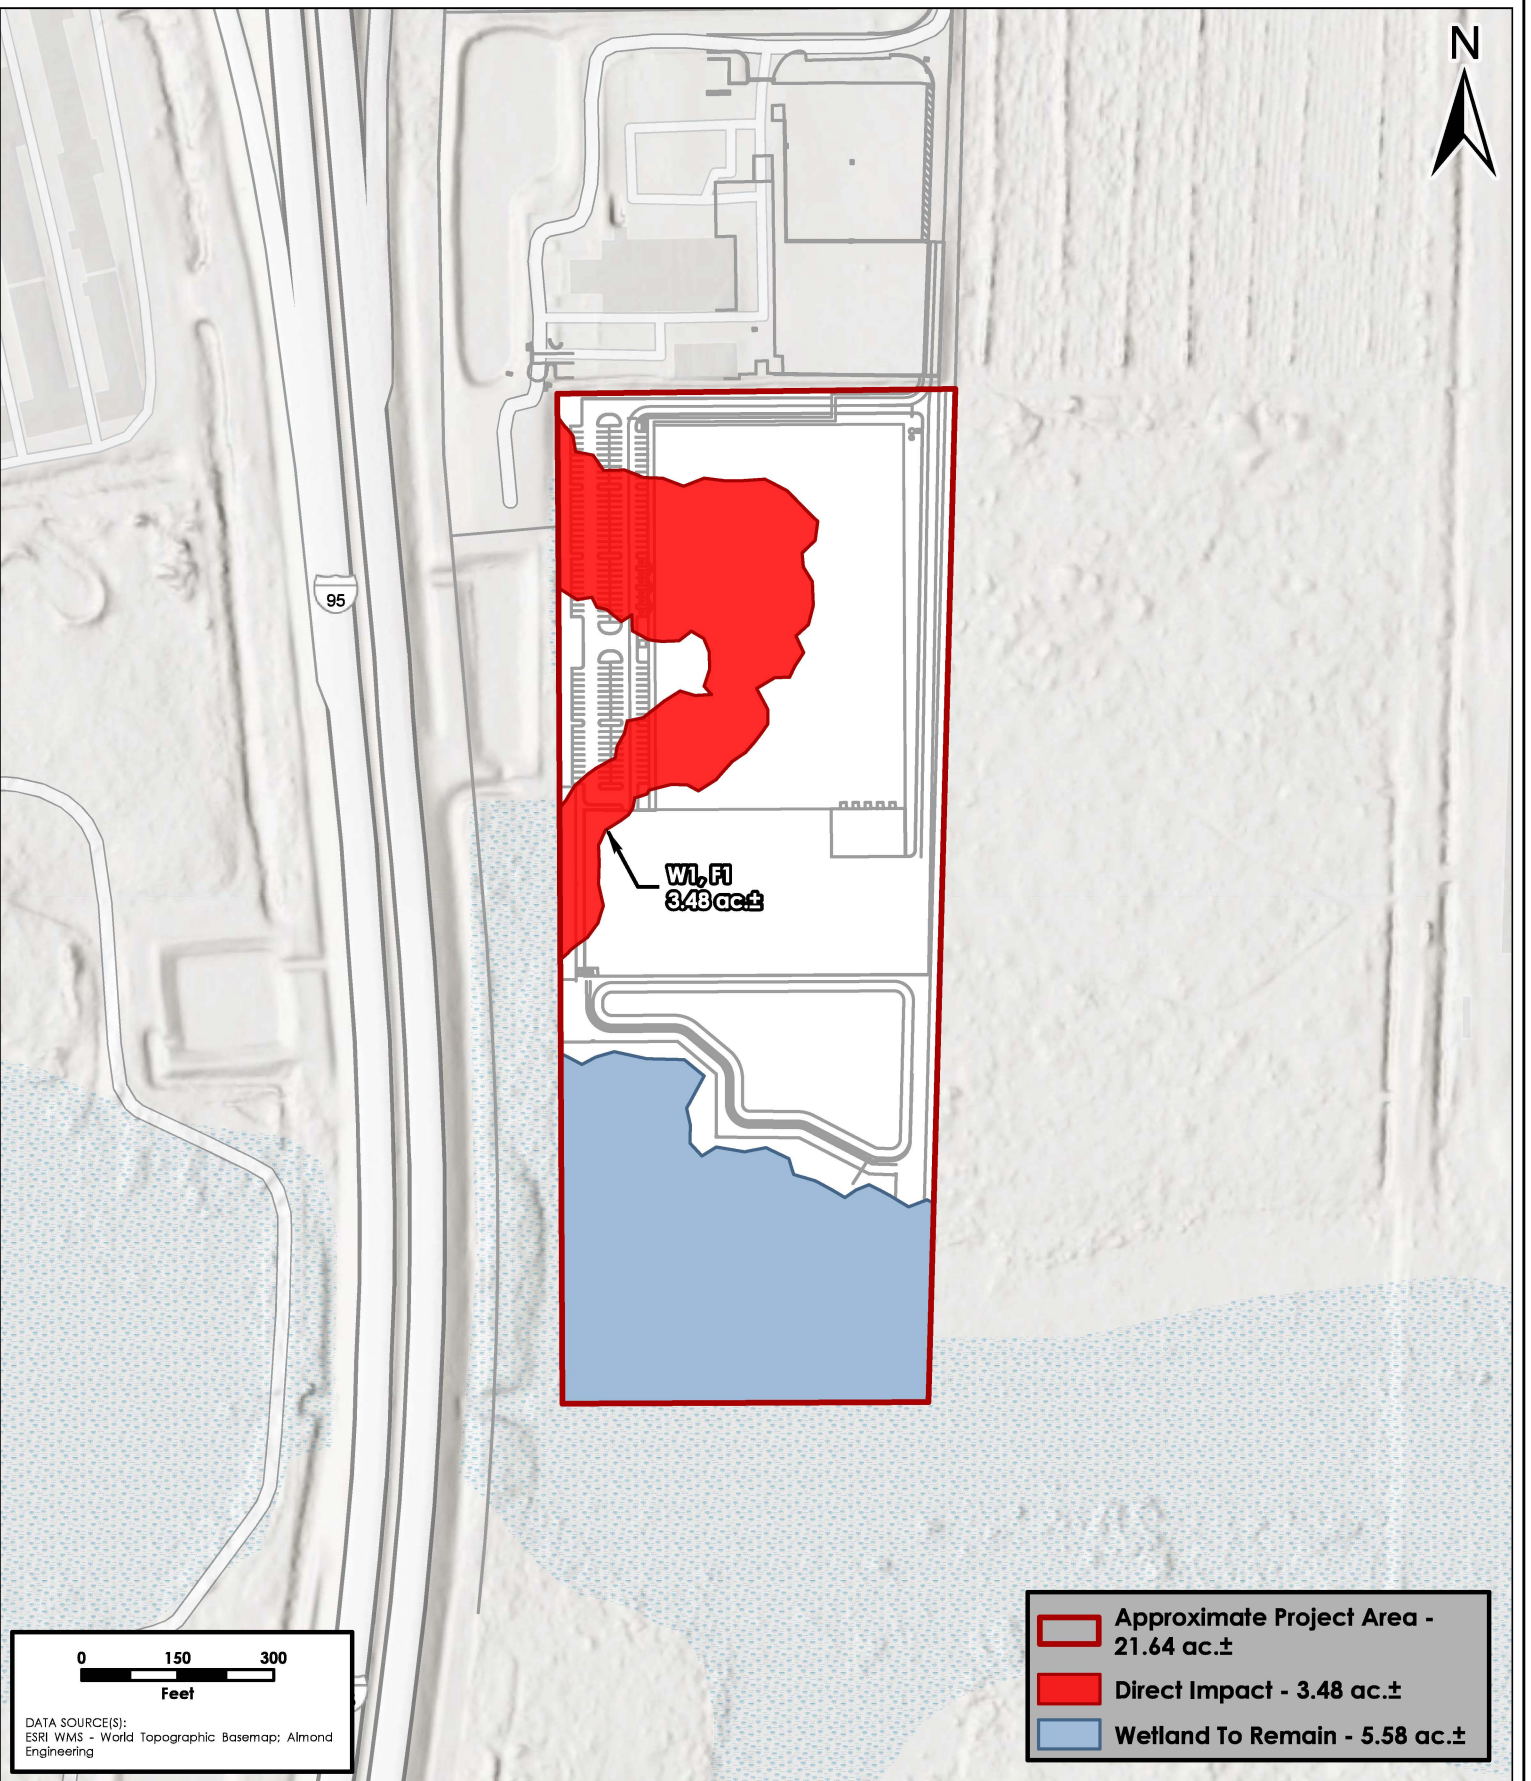 N
95
W1, F1
3.48 ac.±
0 150 300
Feet
DATA SOURCE(S):
ESRI WMS - World Topographic Basemap; Almond
Engineering
Approximate Project Area -
21.64 ac.±
Direct Impact - 3.48 ac.±
Wetland To Remain - 5.58 ac.±